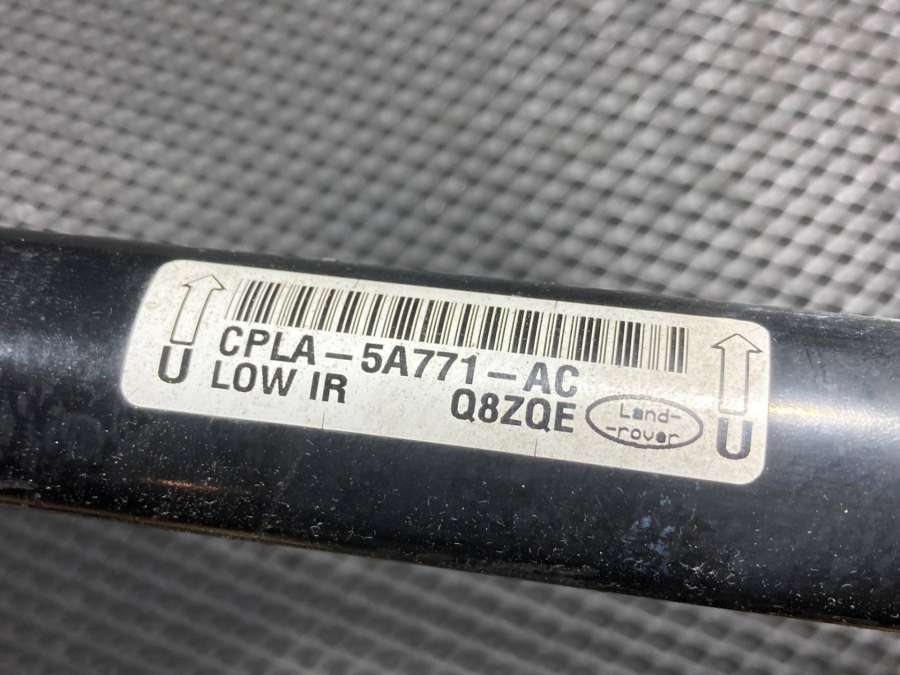 CPLA-5A771-AC
LOW IR Q8ZQE
Land-
-rover
U
U